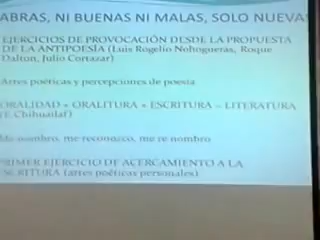 ABRAS, NI BUENAS NI MALAS, SOLO NUEVA
EJERCICIOS DE PROVOCACIÓN DESDE LA PROPUESTA
DE LA ANTIPOESÍA (Luis Rogelio Nohogueras, Roque
Dalton, Julio Cortazar)
Artes poéticas y percepciones de poesía
ORALIDAD + ORALITURA + ESCRITURA = LITERATURA
(E. Chihuailaf)
Me nombro, me reconozco, me re nombro
PRIMER EJERCICIO DE ACERCAMIENTO A LA
ESCRITURA (artes poéticas personales)